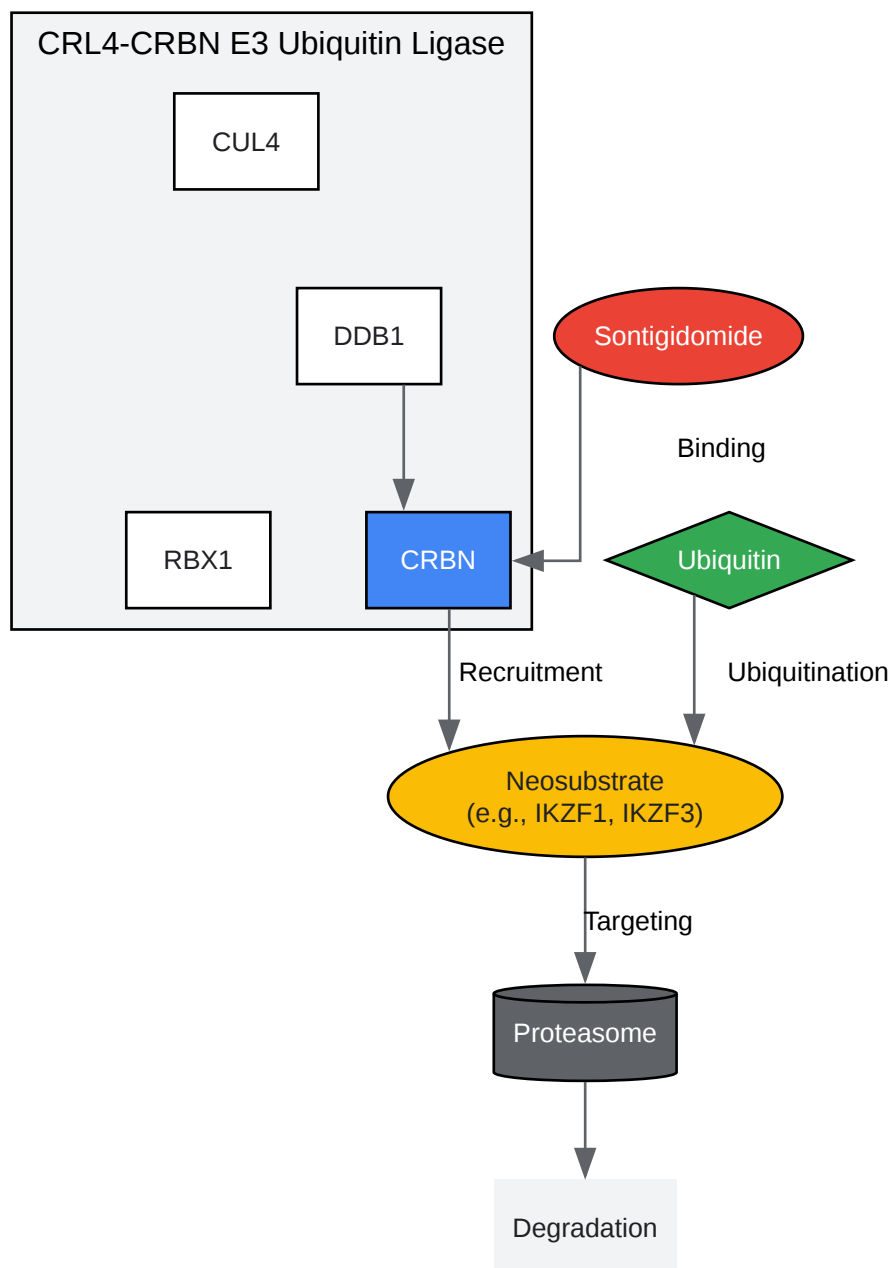 CRL4-CRBN E3 Ubiquitin Ligase
CUL4
DDB1
Sontigidomide
Binding
RBX1
CRBN
Ubiquitin
Recruitment
Ubiquitination
Neosubstrate
(e.g., IKZF1, IKZF3)
Targeting
Proteasome
Degradation